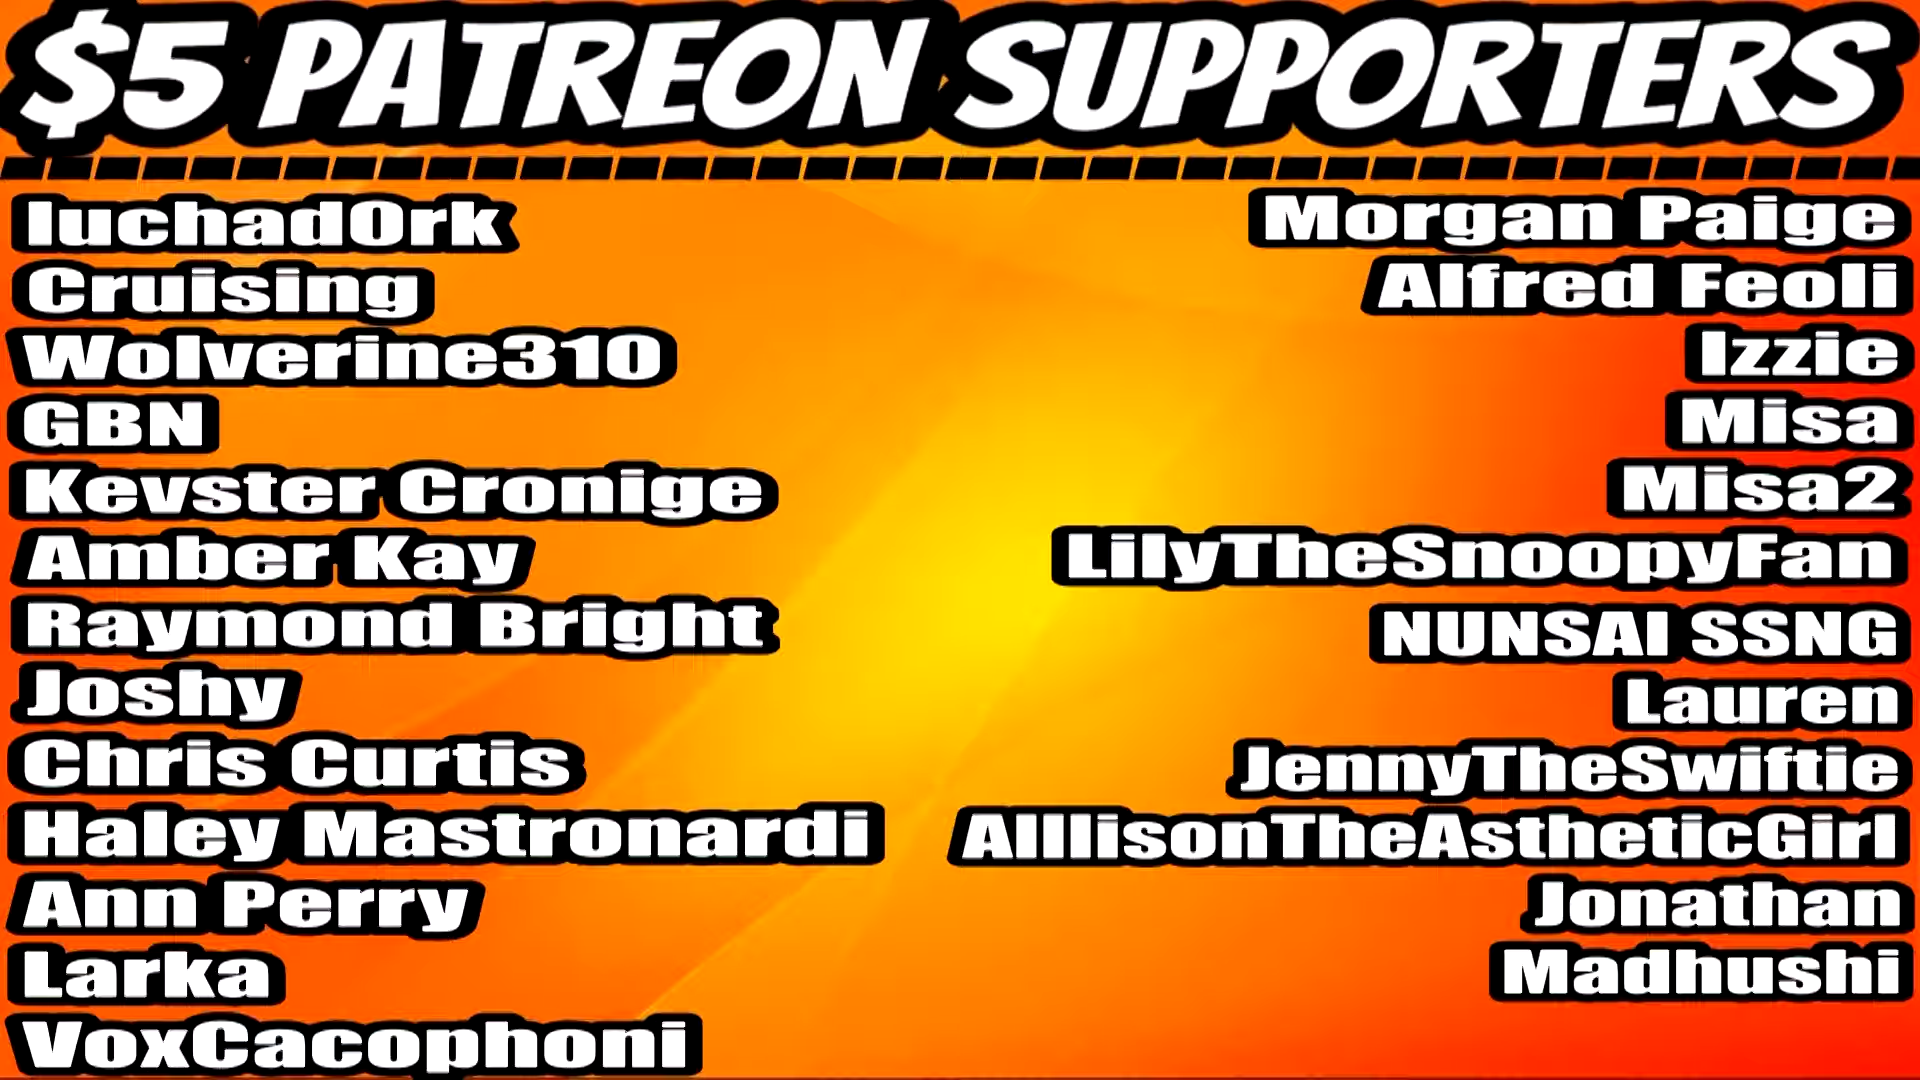 $5 PATREON SUPPORTERS
luchad0rk
Cruising
Wolverine310
GBN
Kevster Cronige
Amber Kay
Raymond Bright
Joshy
Chris Curtis
Haley Mastronardi
Ann Perry
Larka
VoxCacophoni
Morgan Paige
Alfred Feoli
Izzie
Misa
Misa2
LilyTheSnoopyFan
NUNSAI SSNG
Lauren
JennyTheSwiftie
AlllisonTheAstheticGirl
Jonathan
Madhushi